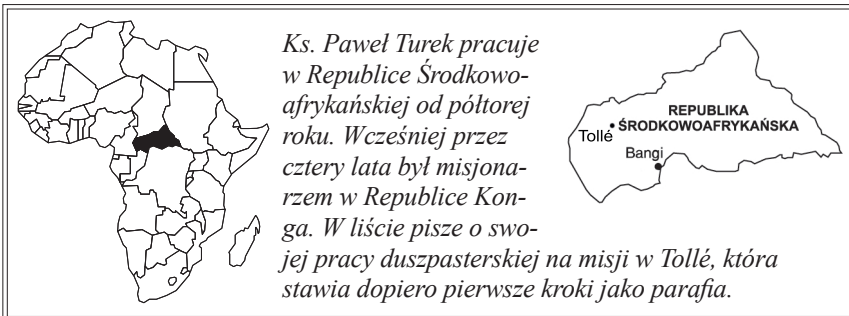 Ks. Paweł Turek pracuje
w Republice Środkowo-
afrykańskiej od półtorej
roku. Wcześniej przez
cztery lata był misjona-
rzem w Republice Kon-
ga. W liście pisze o swo-
jej pracy duszpasterskiej na misji w Tollé, która
stawia dopiero pierwsze kroki jako parafia.
REPUBLIKA
ŚRODKOWOAFRYKAŃSKA
Tollé
Bangi